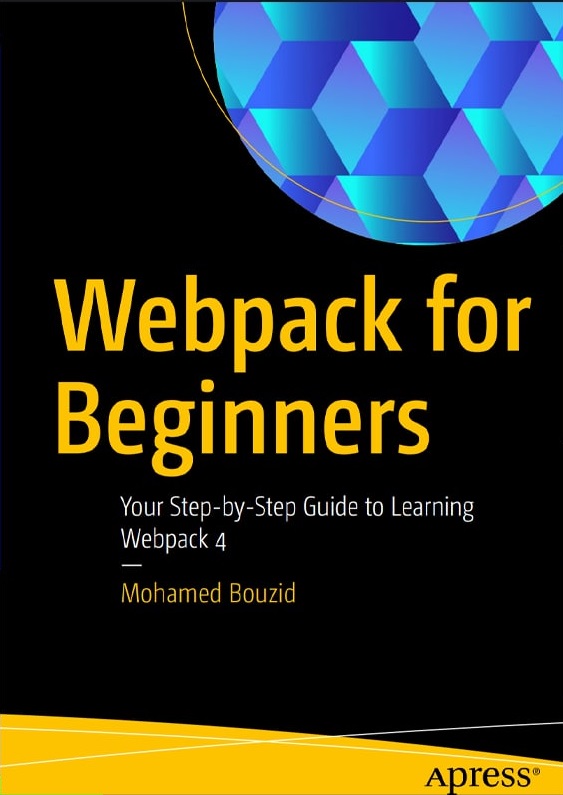 Webpack for
Beginners
Your Step-by-Step Guide to Learning
Webpack 4
—
Mohamed Bouzid
Apress®